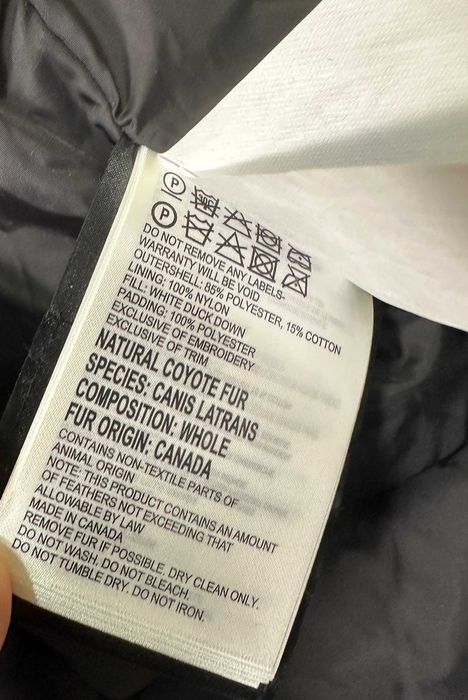 P
P
DO NOT REMOVE ANY LABELS-
WARRANTY WILL BE VOID
OUTERSHELL: 85% POLYESTER, 15% COTTON
LINING: 100% NYLON
FILL: WHITE DUCK DOWN
PADDING: 100% POLYESTER
EXCLUSIVE OF EMBROIDERY
EXCLUSIVE OF TRIM
NATURAL COYOTE FUR
SPECIES: CANIS LATRANS
COMPOSITION: WHOLE
FUR ORIGIN: CANADA
CONTAINS NON-TEXTILE PARTS OF
ANIMAL ORIGIN
NOTE: THIS PRODUCT CONTAINS AN AMOUNT
OF FEATHERS NOT EXCEEDING THAT
ALLOWABLE BY LAW
MADE IN CANADA
REMOVE FUR IF POSSIBLE. DRY CLEAN ONLY.
DO NOT WASH. DO NOT BLEACH.
DO NOT TUMBLE DRY. DO NOT IRON.